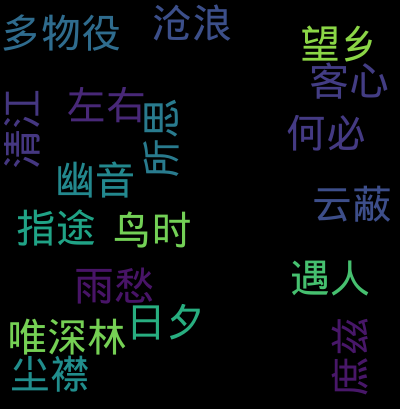 多物役
沧浪
望乡
客心
左右
清江
所思
何必
幽音
云蔽
指途
鸟时
遇人
雨愁
日夕
唯深林
庶兹
尘襟